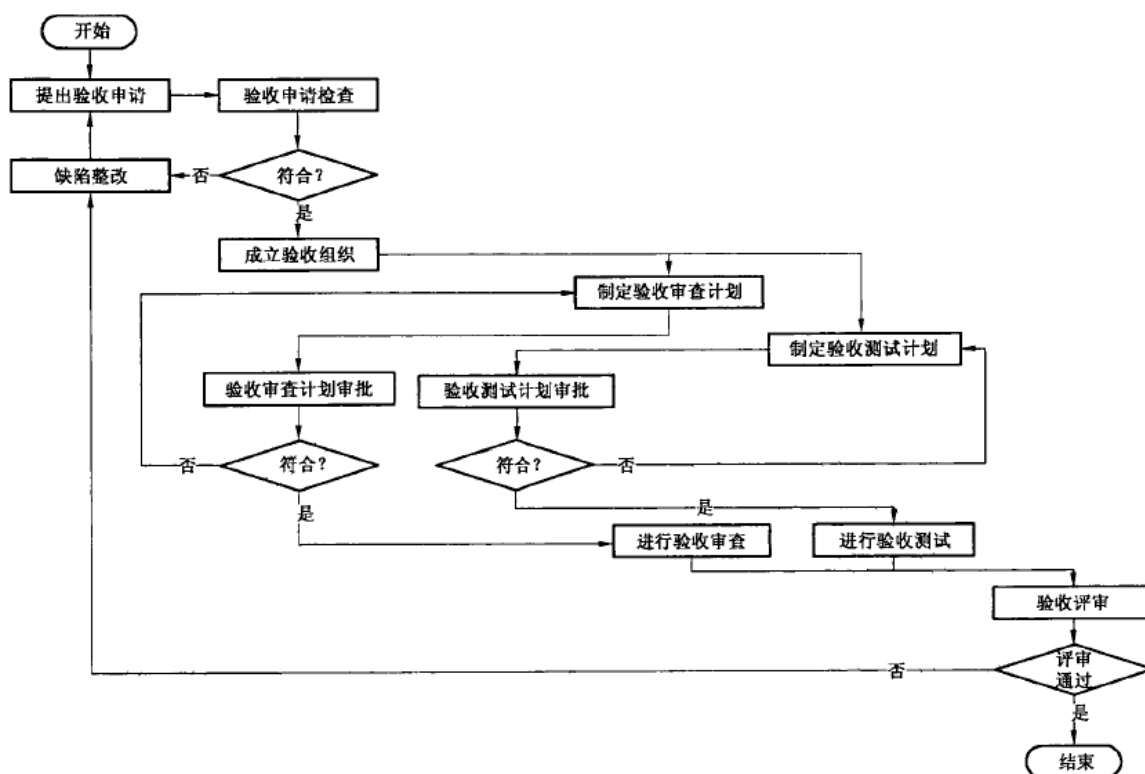 开始
提出验收申请
验收申请检查
缺陷整改
否
符合？
是
成立验收组织
制定验收审查计划
制定验收测试计划
验收审查计划审批
验收测试计划审批
否
符合？
符合？
否
是
是
进行验收审查
进行验收测试
验收评审
否
评审
通过
是
结束